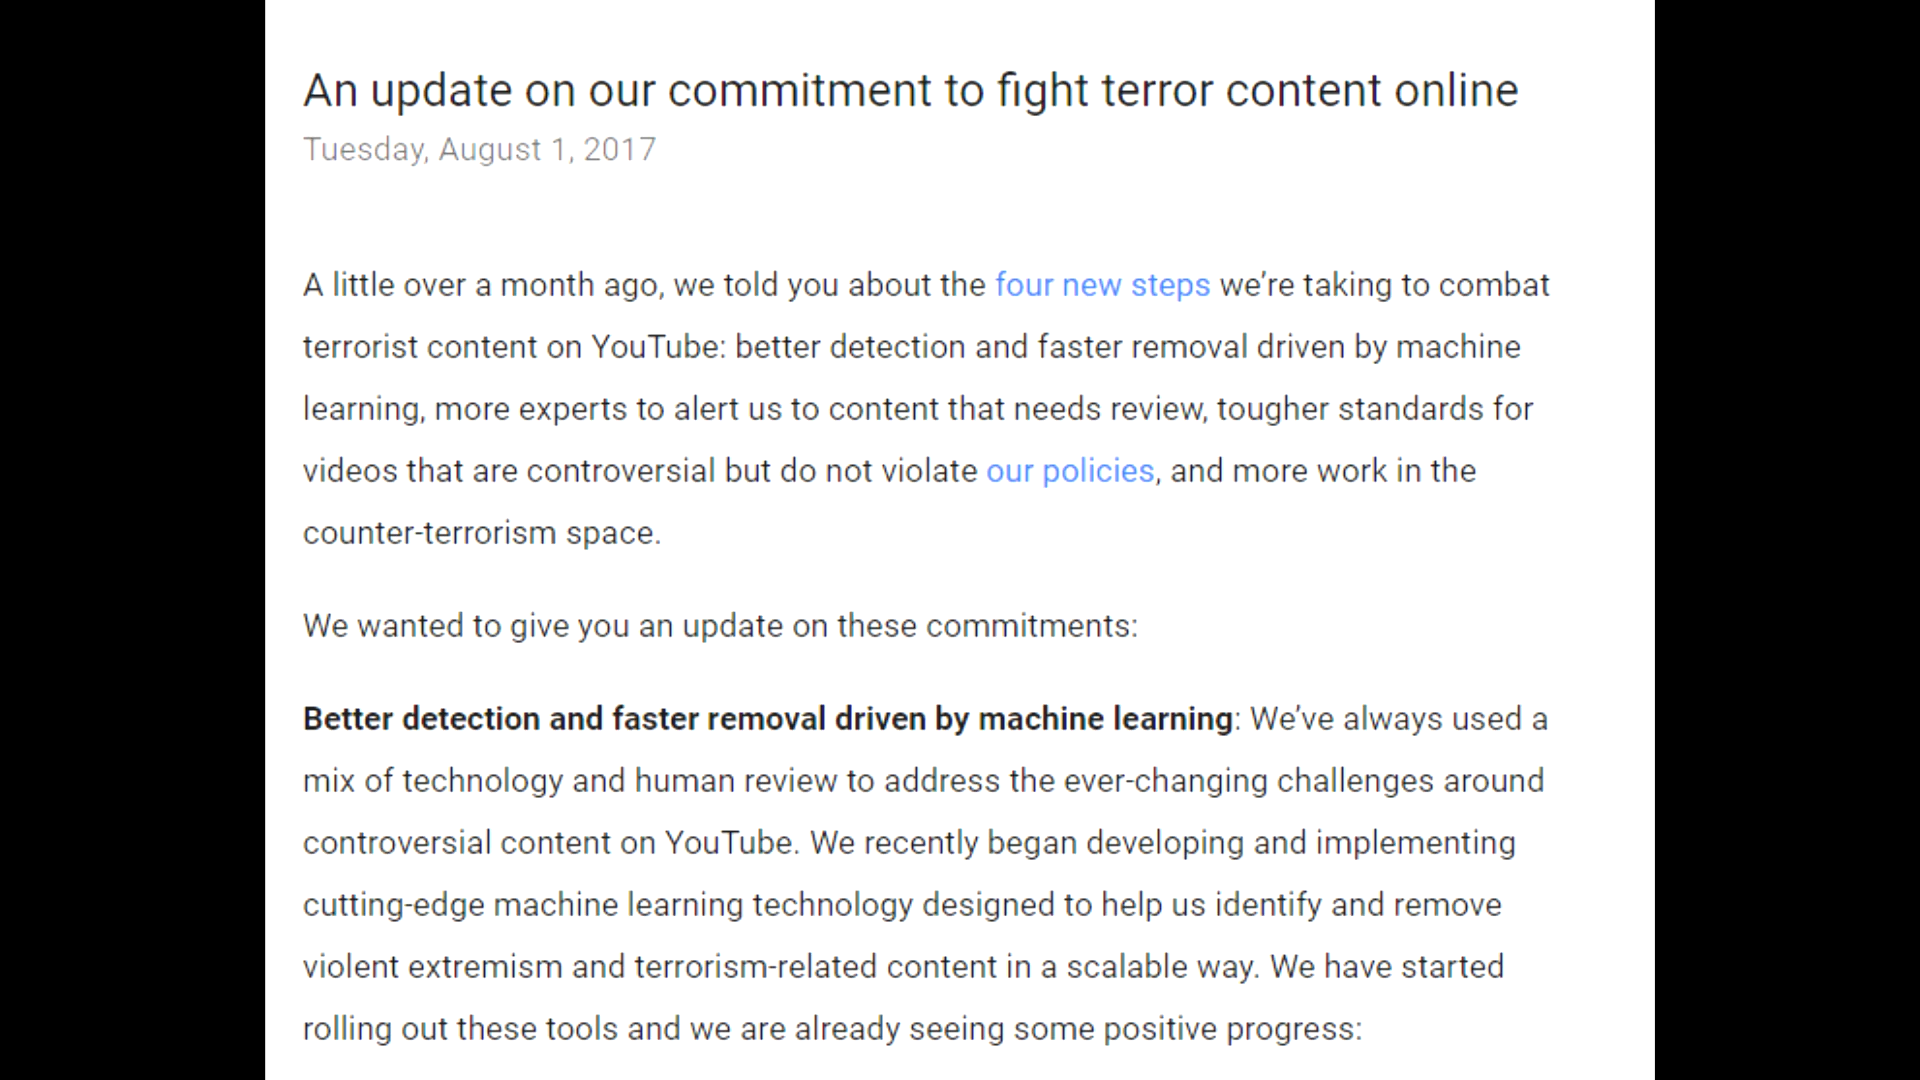 An update on our commitment to fight terror content online
Tuesday, August 1, 2017
A little over a month ago, we told you about the four new steps we’re taking to combat
terrorist content on YouTube: better detection and faster removal driven by machine
learning, more experts to alert us to content that needs review, tougher standards for
videos that are controversial but do not violate our policies, and more work in the
counter-terrorism space.
We wanted to give you an update on these commitments:
Better detection and faster removal driven by machine learning: We’ve always used a
mix of technology and human review to address the ever-changing challenges around
controversial content on YouTube. We recently began developing and implementing
cutting-edge machine learning technology designed to help us identify and remove
violent extremism and terrorism-related content in a scalable way. We have started
rolling out these tools and we are already seeing some positive progress: